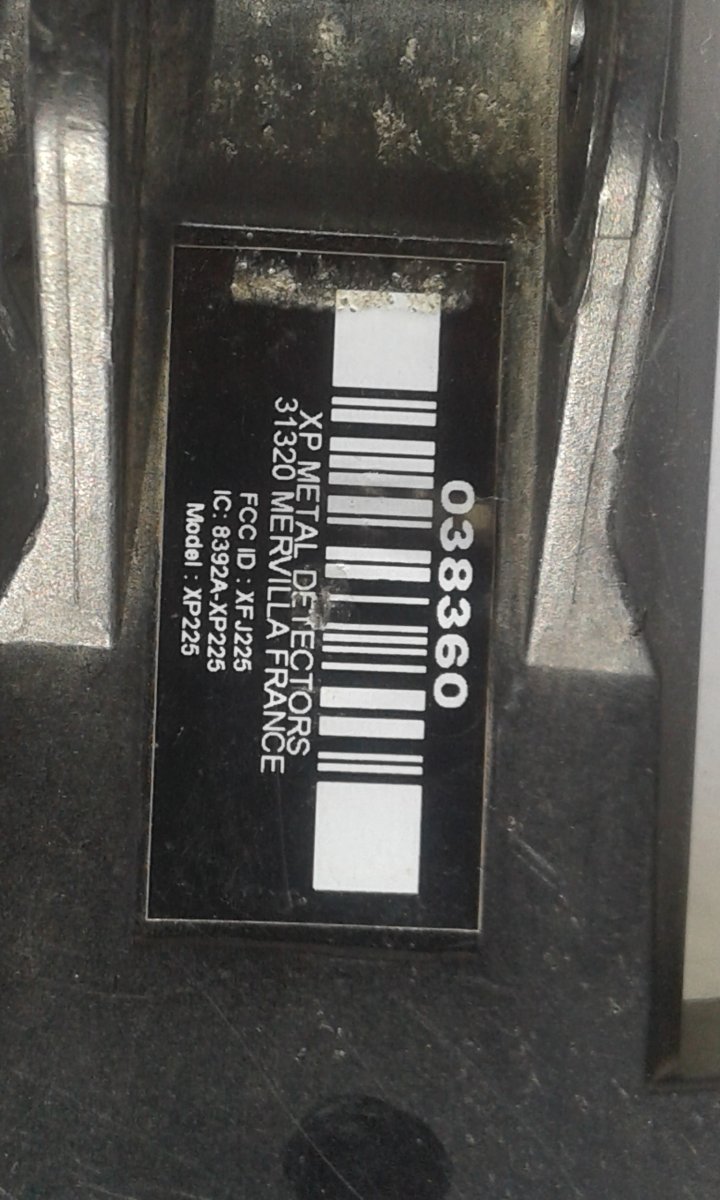 038360
XP METAL DETECTORS
31320 MERVILLA FRANCE
FCC ID : XFJ225
IC: 8392A-XP225
Model : XP225